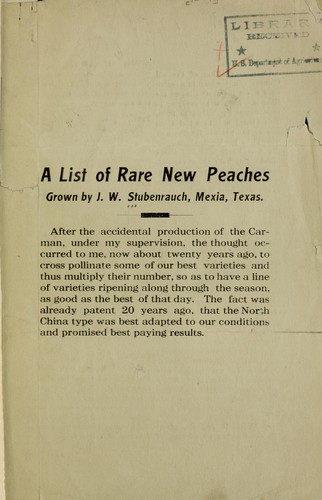 LIBRARY
RECEIVED
U. S. Department of Agriculture
A List of Rare New Peaches
Grown by J. W. Stubenrauch, Mexia, Texas.
After the accidental production of the Car-
man, under my supervision, the thought oc-
curred to me, now about twenty years ago, to
cross pollinate some of our best varieties and
thus multiply their number, so as to have a line
of varieties ripening along through the season,
as good as the best of that day. The fact was
already patent 20 years ago, that the North
China type was best adapted to our conditions
and promised best paying results.